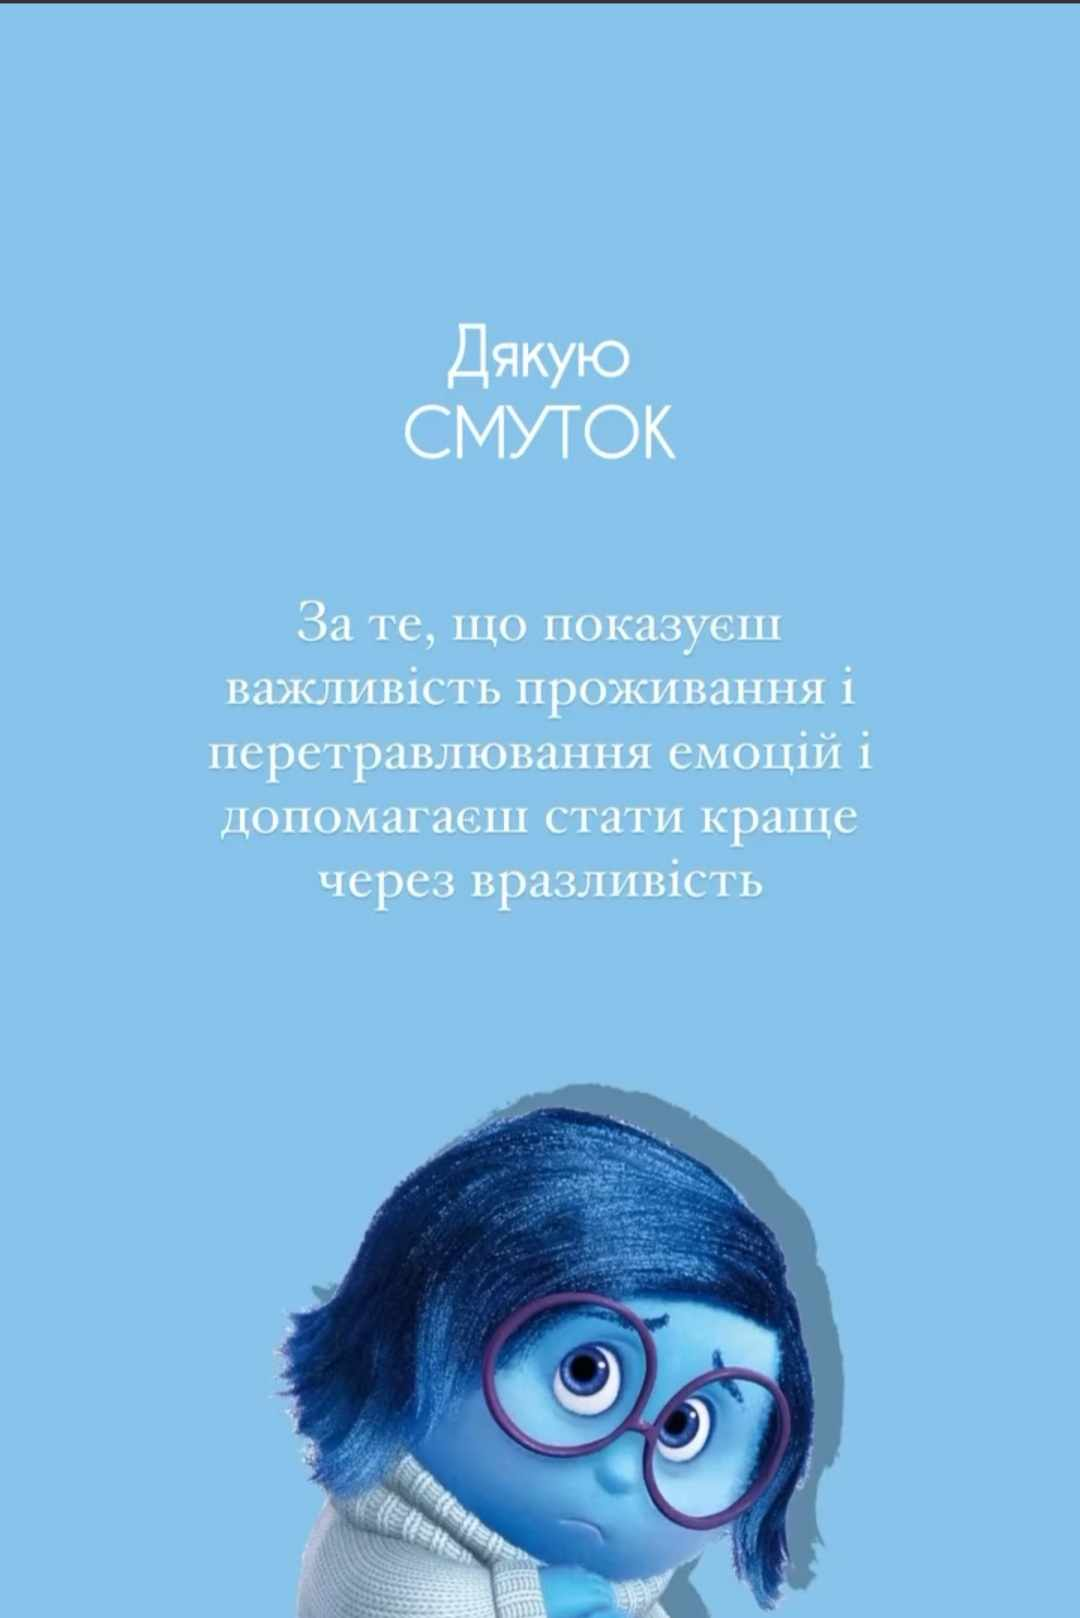 Дякую
СМУТОК
За те, що показуєш
важливість проживання і
перетравлювання емоцій і
допомагаєш стати краще
через вразливість